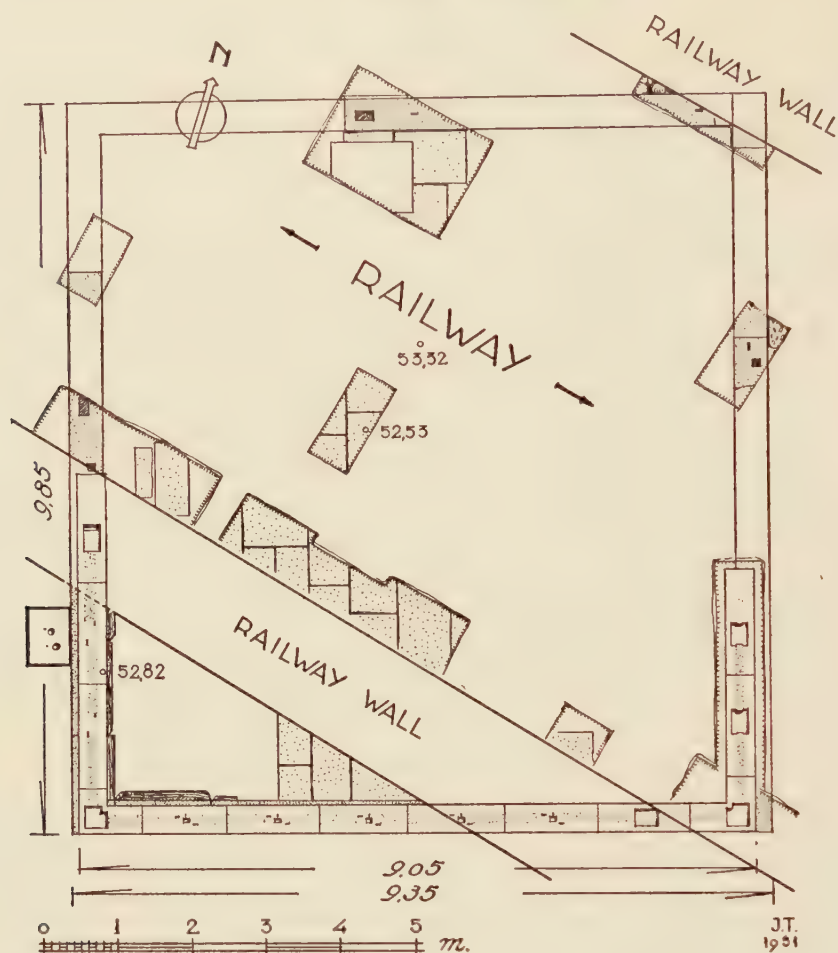 RAILWAY WALL
N
RAILWAY
53,32
52,53
9.85
RAILWAY WALL
52,82
9.05
9.35
0 1 2 3 4 5 m.
J.T.
1931